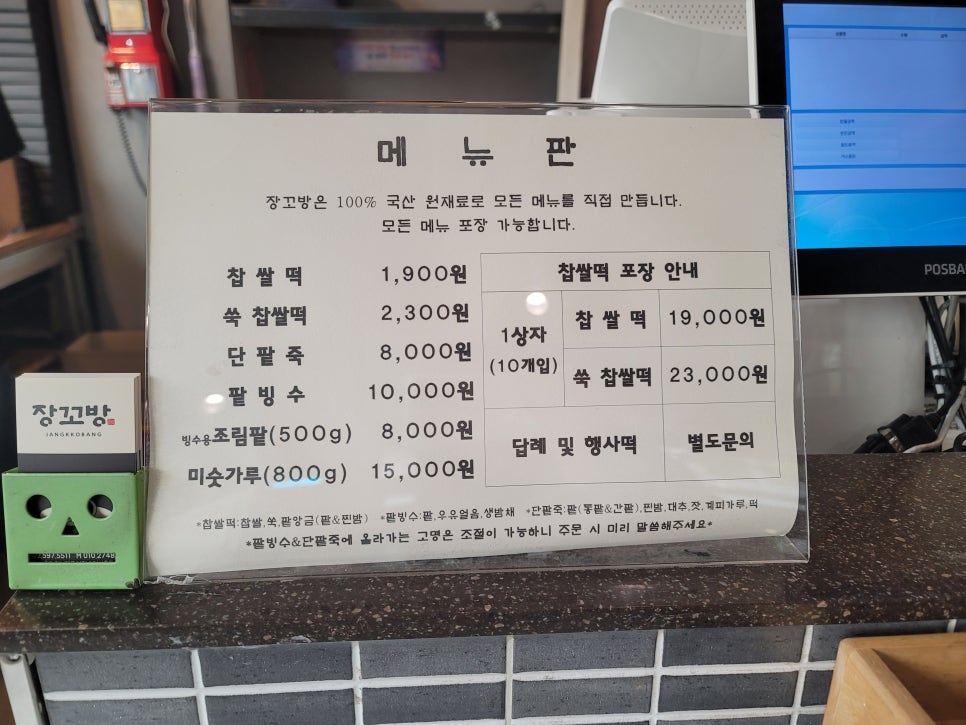 메 뉴 판
장꼬방은 100% 국산 원재료로 모든 메뉴를 직접 만듭니다.
모든 메뉴 포장 가능합니다.
찹 쌀 떡 1,900원
쑥 찹쌀떡 2,300원
단 팥 죽 8,000원
팥 빙 수 10,000원
빙수용조림팥(500g) 8,000원
미숫가루(800g) 15,000원
찹쌀떡 포장 안내
1상자
(10개입)
찹 쌀 떡 19,000원
쑥 찹쌀떡 23,000원
답례 및 행사떡 별도문의
*찹쌀떡:찹쌀,쑥,팥앙금(팥&찐밤) *팥빙수:팥,우유얼음,생밤채 *단팥죽:팥(통팥&간팥),찐밤,대추,잣,계피가루,떡
*팥빙수&단팥죽에 올라가는 고명은 조절이 가능하니 주문 시 미리 말씀해주세요*
장꼬방
JANGKKOBANG
597.5511 H 010.2748
POSBA